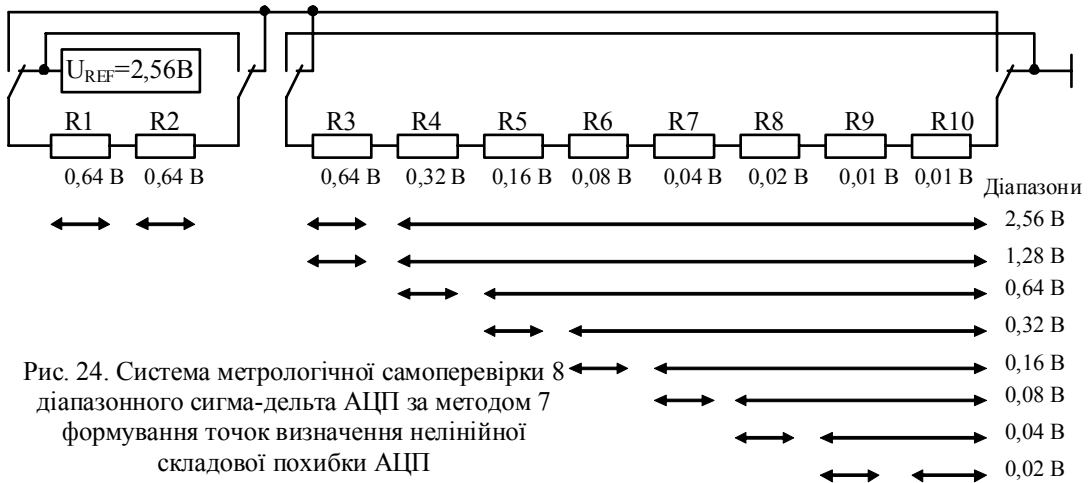 U_REF=2,56В
R1 R2 R3 R4 R5 R6 R7 R8 R9 R10
0,64 В 0,64 В 0,64 В 0,32 В 0,16 В 0,08 В 0,04 В 0,02 В 0,01 В 0,01 В
Діапазони
2,56 В
1,28 В
0,64 В
0,32 В
0,16 В
0,08 В
0,04 В
0,02 В
Рис. 24. Система метрологічної самоперевірки 8
діапазонного сигма-дельта АЦП за методом 7
формування точок визначення нелінійної
складової похибки АЦП